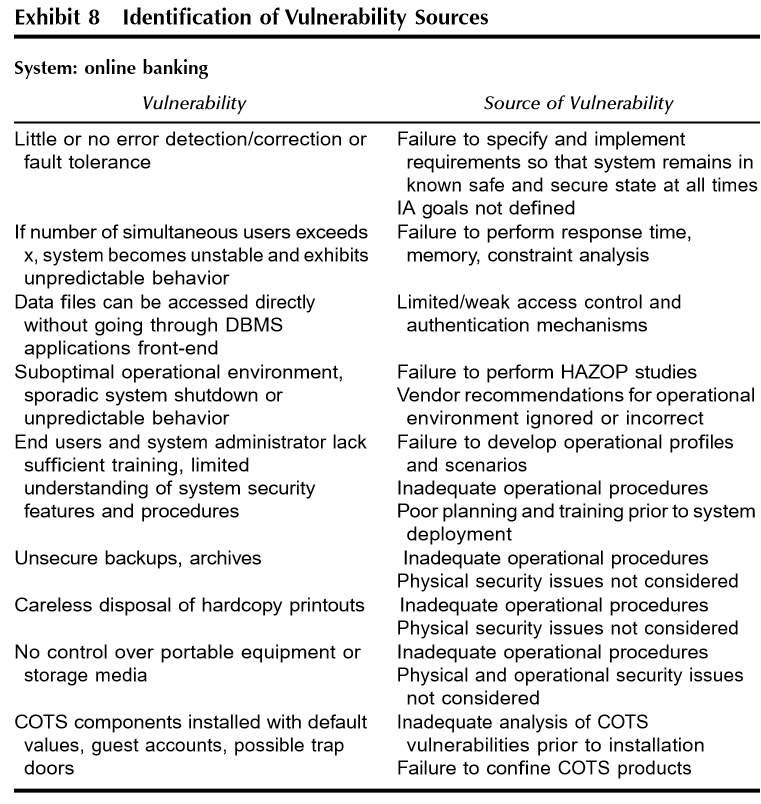 Exhibit 8 Identification of Vulnerability Sources
System: online banking
Vulnerability Source of Vulnerability
Little or no error detection/correction or Failure to specify and implement
fault tolerance requirements so that system remains in
known safe and secure state at all times
IA goals not defined
If number of simultaneous users exceeds Failure to perform response time,
x, system becomes unstable and exhibits memory, constraint analysis
unpredictable behavior
Data files can be accessed directly Limited/weak access control and
without going through DBMS authentication mechanisms
applications front-end
Suboptimal operational environment, Failure to perform HAZOP studies
sporadic system shutdown or Vendor recommendations for operational
unpredictable behavior environment ignored or incorrect
End users and system administrator lack Failure to develop operational profiles
sufficient training, limited and scenarios
understanding of system security Inadequate operational procedures
features and procedures Poor planning and training prior to system
deployment
Unsecure backups, archives Inadequate operational procedures
Physical security issues not considered
Careless disposal of hardcopy printouts Inadequate operational procedures
Physical security issues not considered
No control over portable equipment or Inadequate operational procedures
storage media Physical and operational security issues
not considered
COTS components installed with default Inadequate analysis of COTS
values, guest accounts, possible trap vulnerabilities prior to installation
doors Failure to confine COTS products